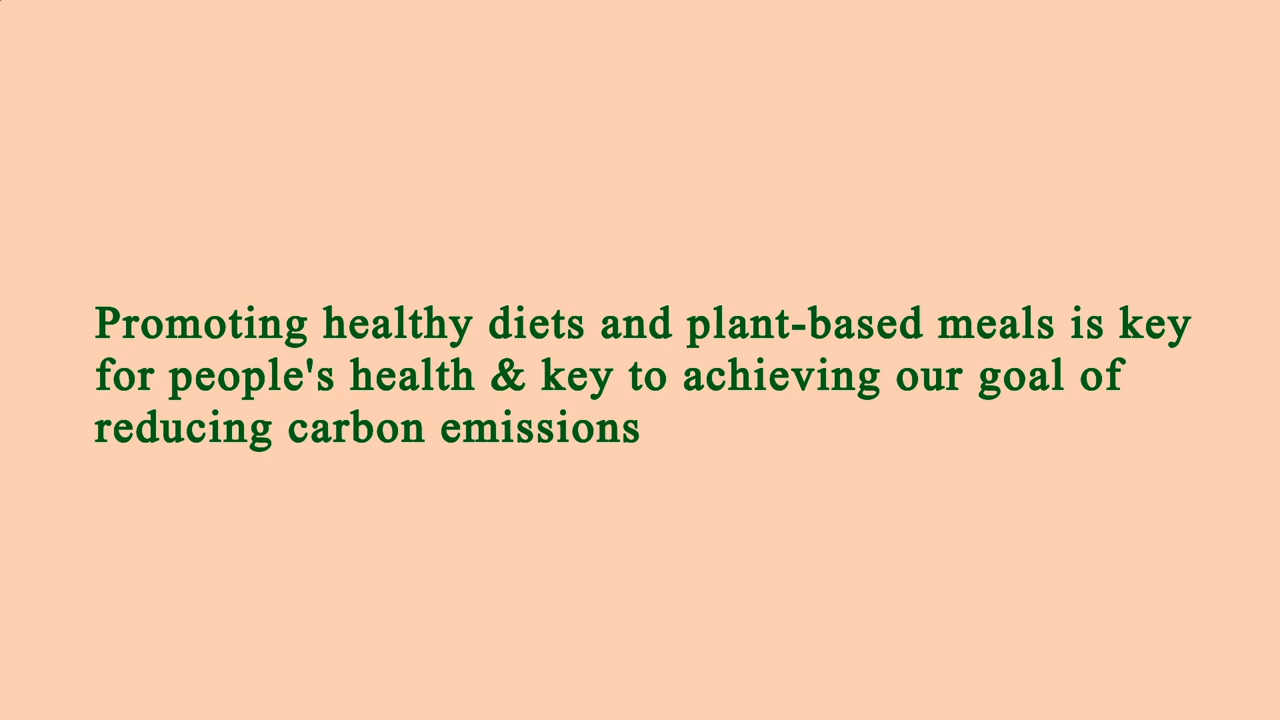 Promoting healthy diets and plant-based meals is key
for people's health & key to achieving our goal of
reducing carbon emissions